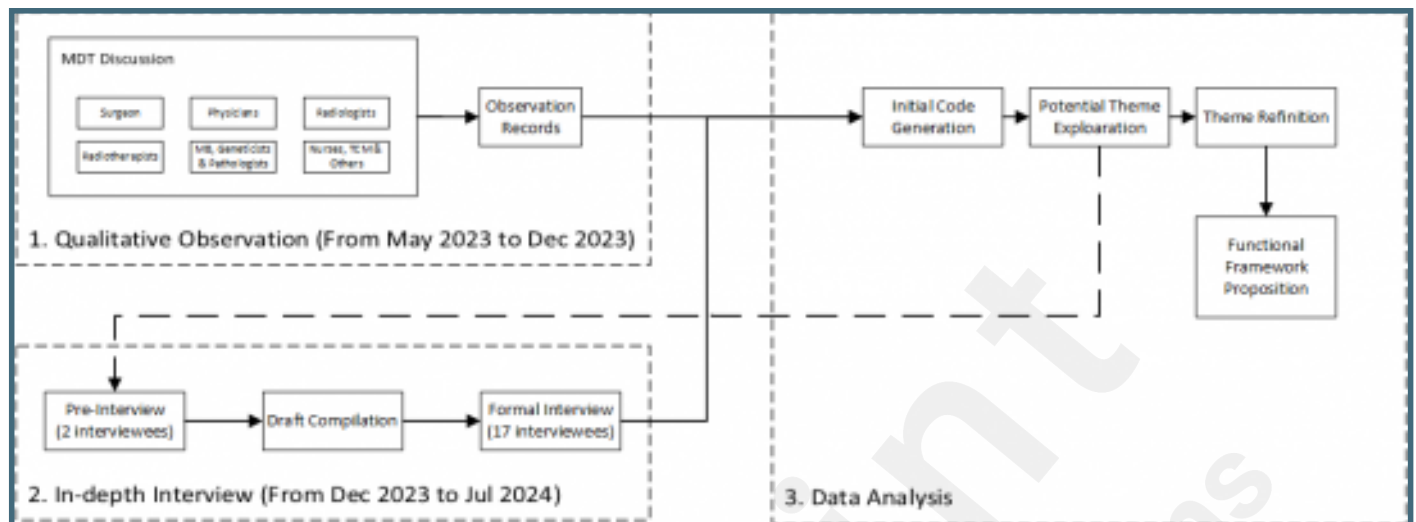 MDT Discussion
Surgeon
Physicians
Radiologists
Radiotherapists
MB, Geneticists
& Pathologists
Nurses, TCM &
Others
Observation
Records
1. Qualitative Observation (From May 2023 to Dec 2023)
Pre-Interview
(2 interviewees)
Draft Compilation
Formal Interview
(17 interviewees)
2. In-depth Interview (From Dec 2023 to Jul 2024)
Initial Code
Generation
Potential Theme
Exploaration
Theme Refinition
Functional
Framework
Proposition
3. Data Analysis
int
ns